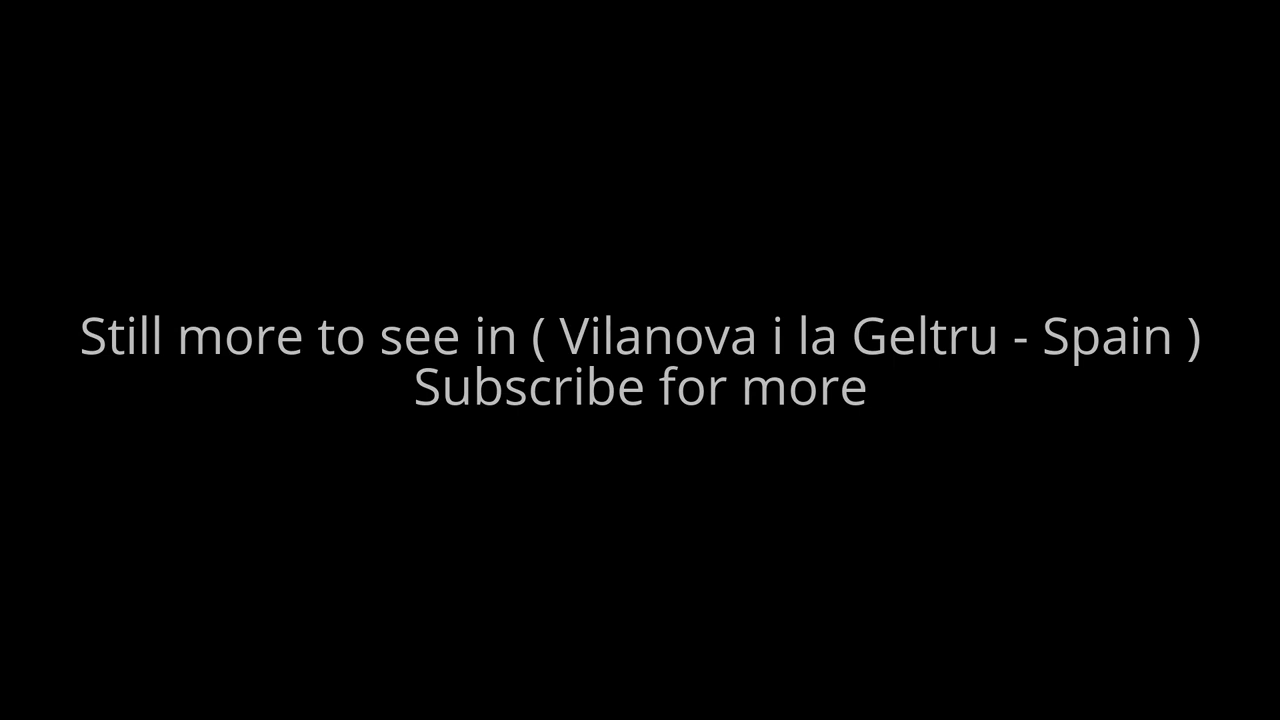 Still more to see in ( Vilanova i la Geltru - Spain )
Subscribe for more